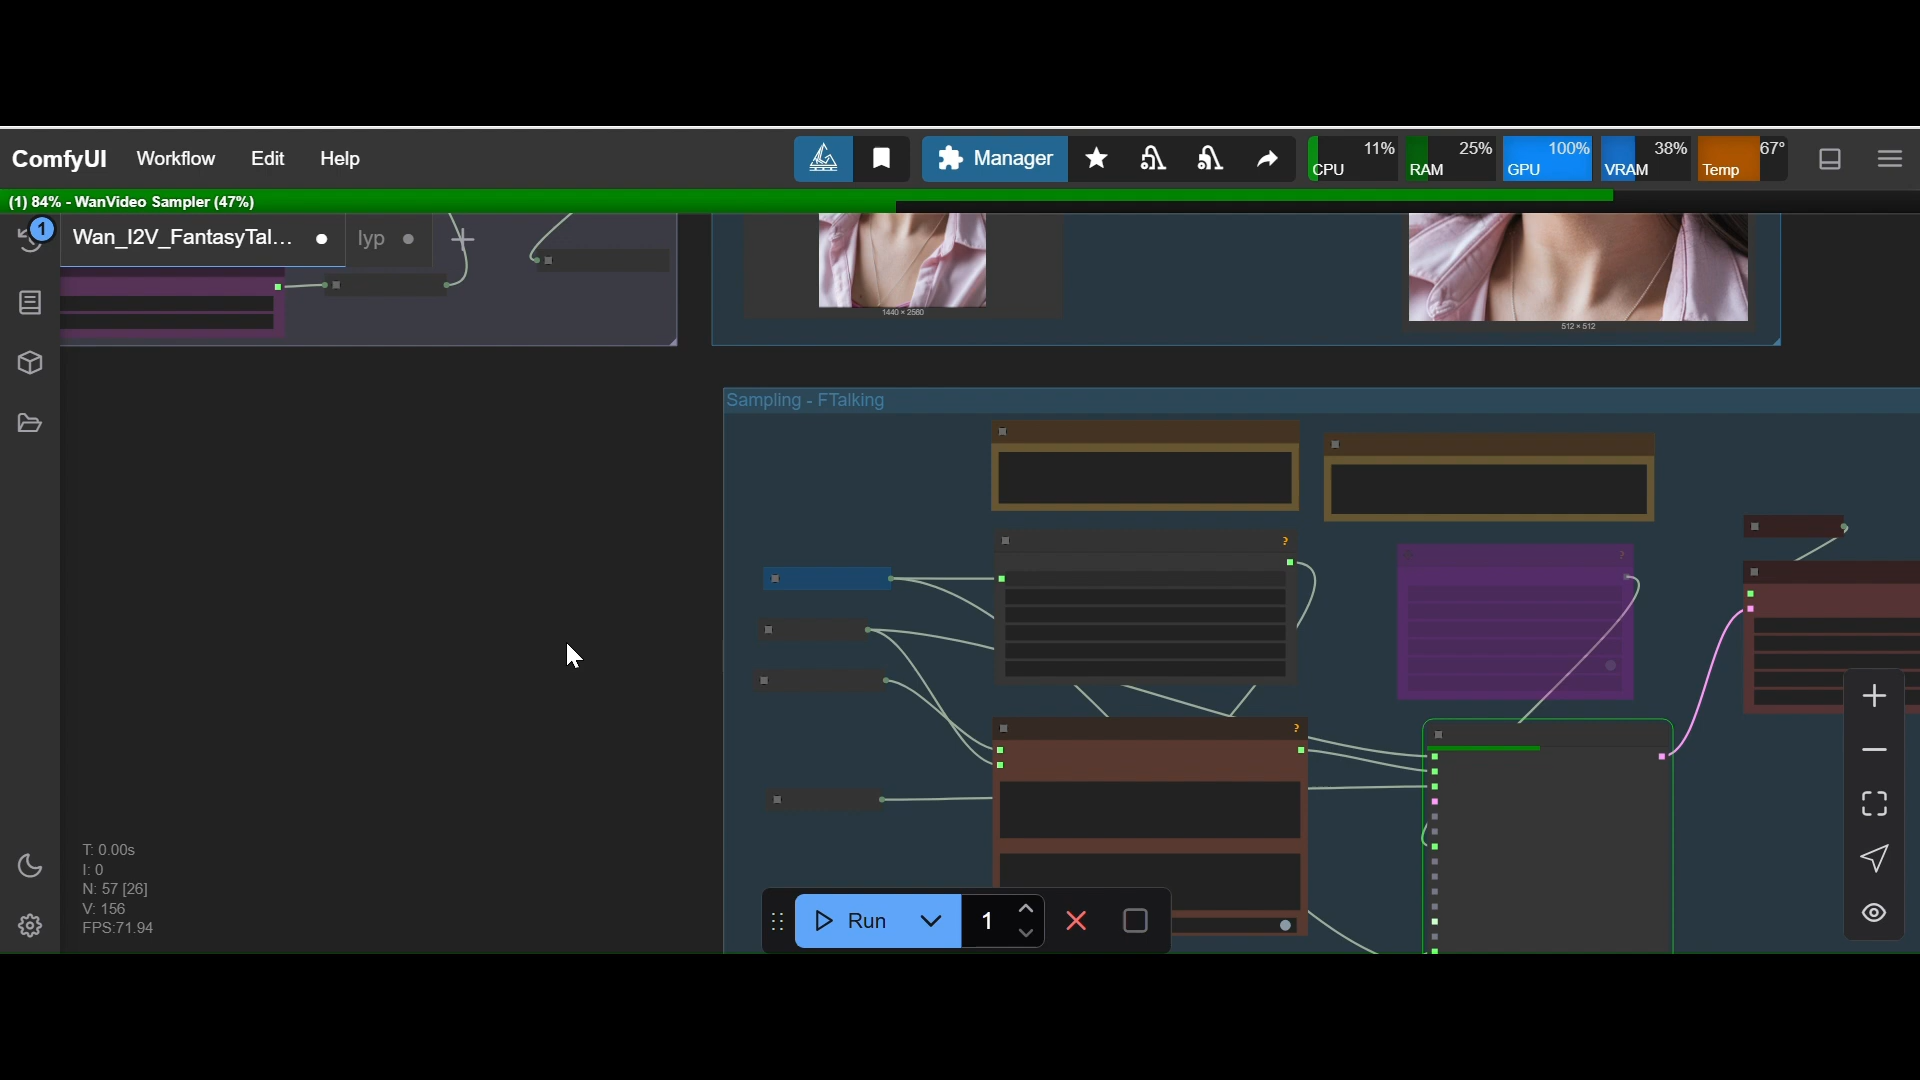 ComfyUI Workflow Edit Help Manager
11% CPU 25% RAM 100% GPU 38% VRAM 67° Temp
(1) 84% - WanVideo Sampler (47%)
1 Wan_I2V_FantasyTal... lyp
1440 × 2560
512 × 512
Sampling - FTalking
?
?
?
T: 0.00s
I: 0
N: 57 [26]
V: 156
FPS:71.94
Run 1